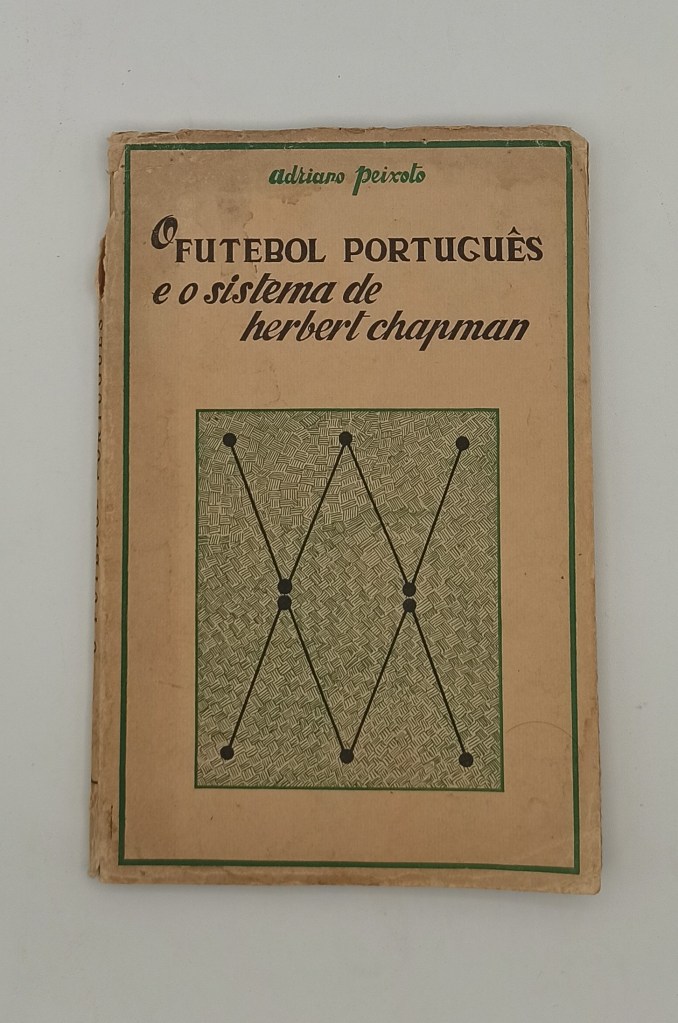 adriano peixoto
O FUTEBOL PORTUGUÊS
e o sistema de
herbert chapman